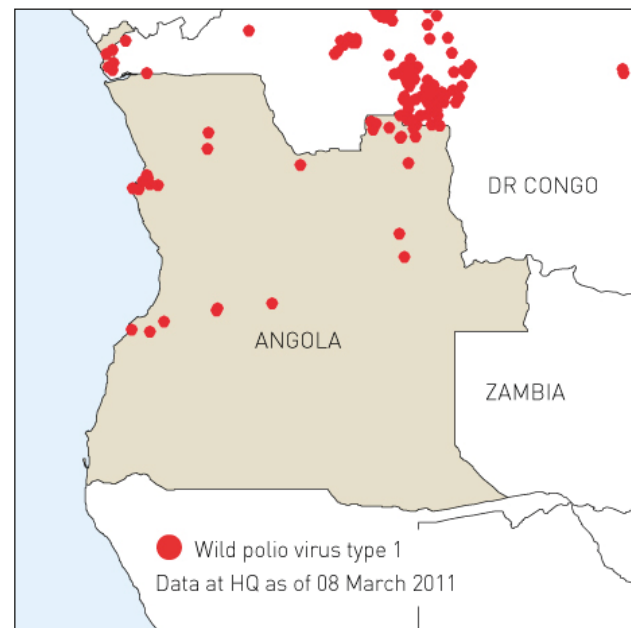 DR CONGO
ANGOLA
ZAMBIA
Wild polio virus type 1
Data at HQ as of 08 March 2011